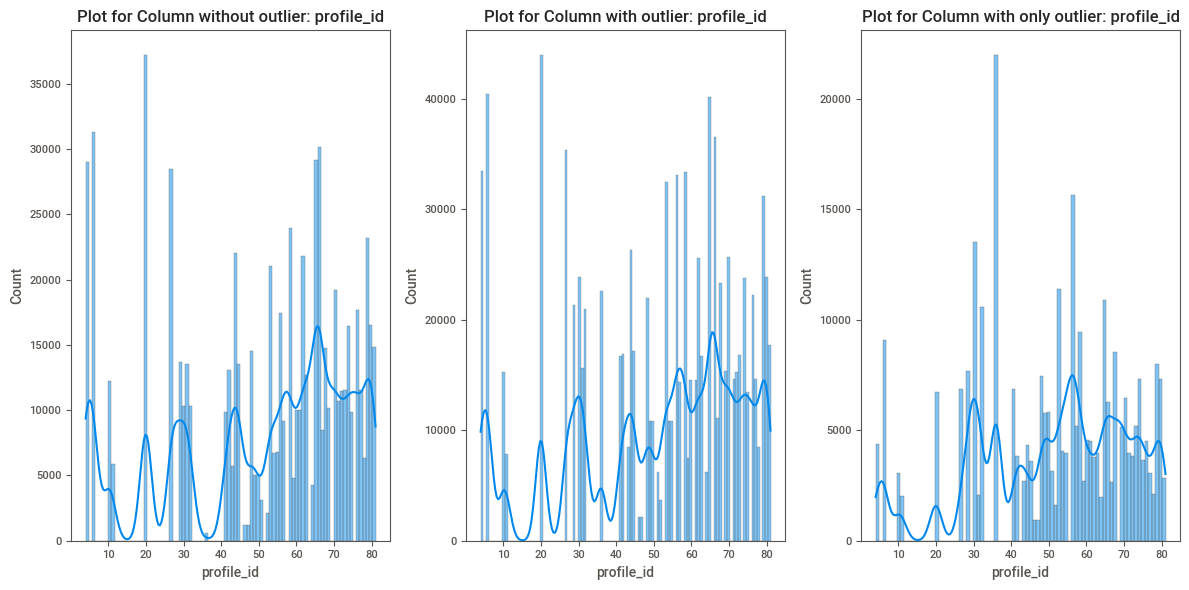 Plot for Column without outlier: profile_id
Plot for Column with outlier: profile_id
Plot for Column with only outlier: profile_id
Count
35000
30000
25000
20000
15000
10000
5000
0
10 20 30 40 50 60 70 80
profile_id
Count
40000
30000
20000
10000
0
10 20 30 40 50 60 70 80
profile_id
Count
20000
15000
10000
5000
0
10 20 30 40 50 60 70 80
profile_id